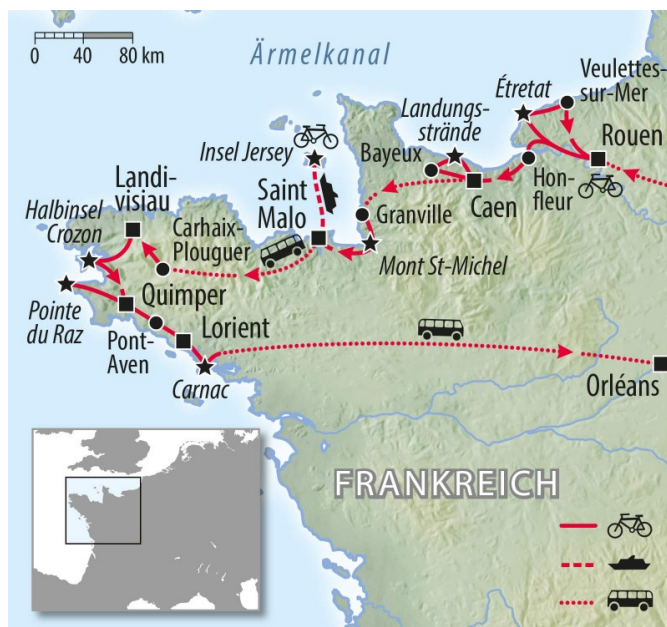 0 40 80 km
Ärmelkanal
Veulettes-
sur-Mer
Étretat
Landungs-
strände
Rouen
Insel Jersey
Bayeux
Landi-
visiau
Saint
Malo
Hon-
fleur
Caen
Halbinsel
Crozon
Carhaix-
Plouguer
Granville
Mont St-Michel
Quimper
Pointe
du Raz
Lorient
Pont-
Aven
Carnac
Orléans
FRANKREICH